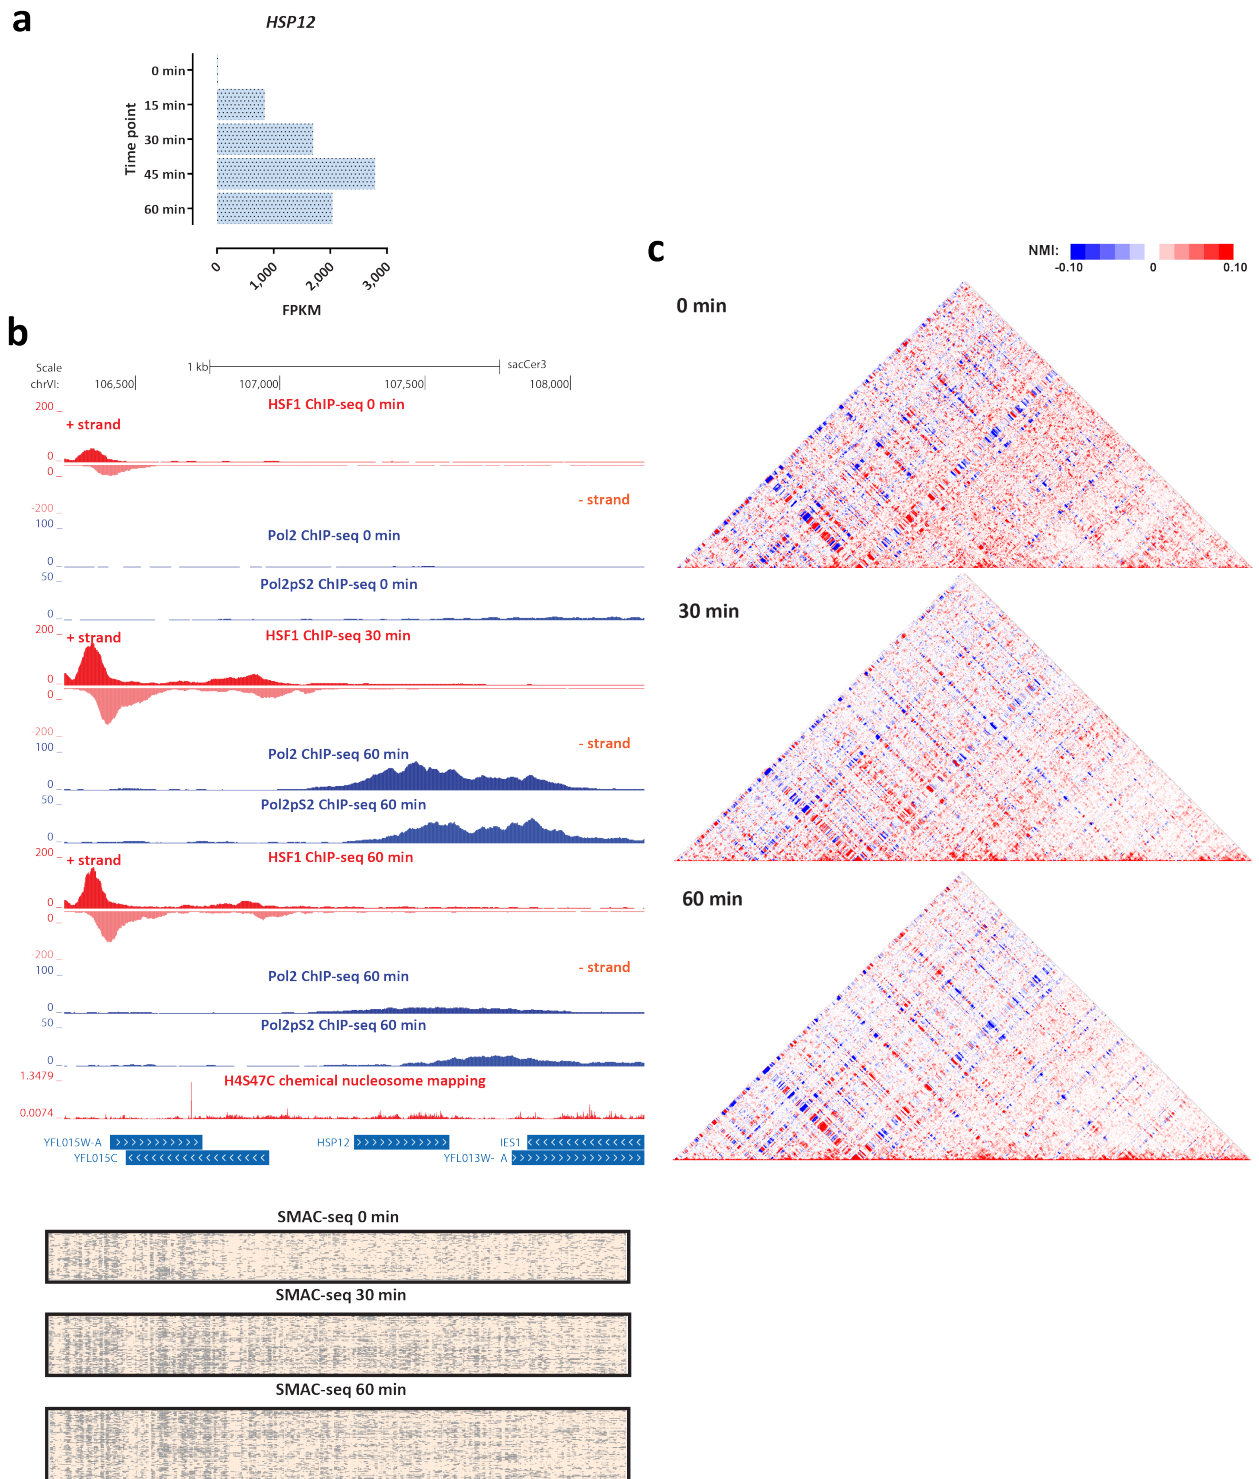 a
HSP12
Time point
0 min
15 min
30 min
45 min
60 min
0
1,000
2,000
3,000
FPKM
b
Scale
1 kb
sacCer3
chrVI:
106,500
107,000
107,500
108,000
HSF1 ChIP-seq 0 min
200
+ strand
0
0
- strand
-200
100
Pol2 ChIP-seq 0 min
0
50
Pol2pS2 ChIP-seq 0 min
0
200
+ strand
HSF1 ChIP-seq 30 min
0
0
-200
- strand
100
Pol2 ChIP-seq 60 min
0
50
Pol2pS2 ChIP-seq 60 min
0
200
+ strand
HSF1 ChIP-seq 60 min
0
0
-200
- strand
100
Pol2 ChIP-seq 60 min
0
50
Pol2pS2 ChIP-seq 60 min
0
1.3479
H4S47C chemical nucleosome mapping
0.0074
YFL015W-A
HSP12
IES1
YFL015C
YFL013W- A
SMAC-seq 0 min
SMAC-seq 30 min
SMAC-seq 60 min
c
NMI:
-0.10
0
0.10
0 min
30 min
60 min